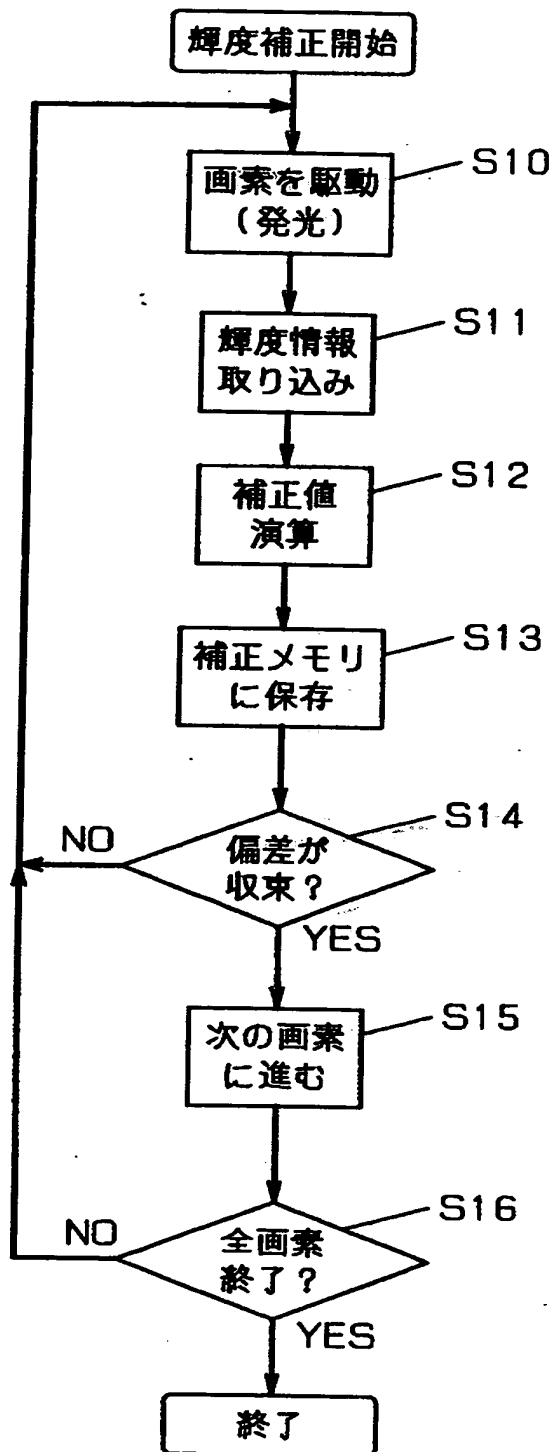 輝度補正開始
画素を駆動
(発光)
S10
輝度情報
取り込み
S11
補正値
演算
S12
補正メモリ
に保存
S13
偏差が
収束?
S14
NO
YES
次の画素
に進む
S15
全画素
終了?
S16
NO
YES
終了